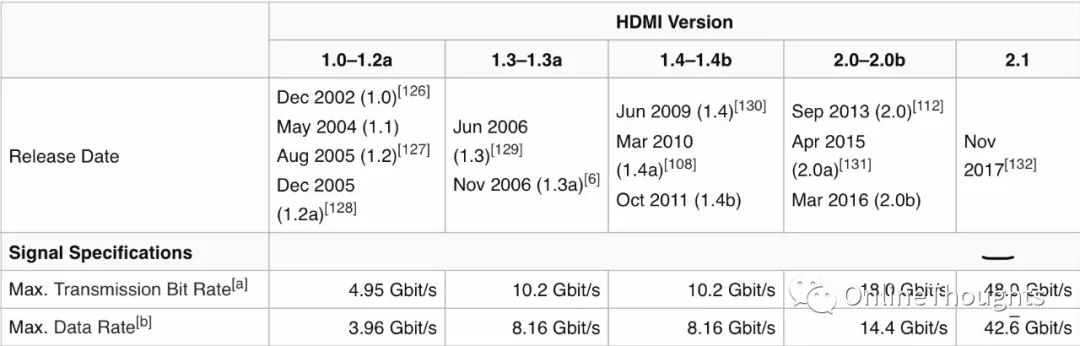 HDMI Version
1.0–1.2a 1.3–1.3a 1.4–1.4b 2.0–2.0b 2.1
Release Date
Dec 2002 (1.0)[126]
May 2004 (1.1)
Aug 2005 (1.2)[127]
Dec 2005
(1.2a)[128]
Jun 2006
(1.3)[129]
Nov 2006 (1.3a)[6]
Jun 2009 (1.4)[130]
Mar 2010
(1.4a)[108]
Oct 2011 (1.4b)
Sep 2013 (2.0)[112]
Apr 2015
(2.0a)[131]
Mar 2016 (2.0b)
Nov
2017[132]
Signal Specifications
Max. Transmission Bit Rate[a] 4.95 Gbit/s 10.2 Gbit/s 10.2 Gbit/s 18.0 Gbit/s 48.0 Gbit/s
OnlineThoughts
Max. Data Rate[b] 3.96 Gbit/s 8.16 Gbit/s 8.16 Gbit/s 14.4 Gbit/s 42.6̅ Gbit/s